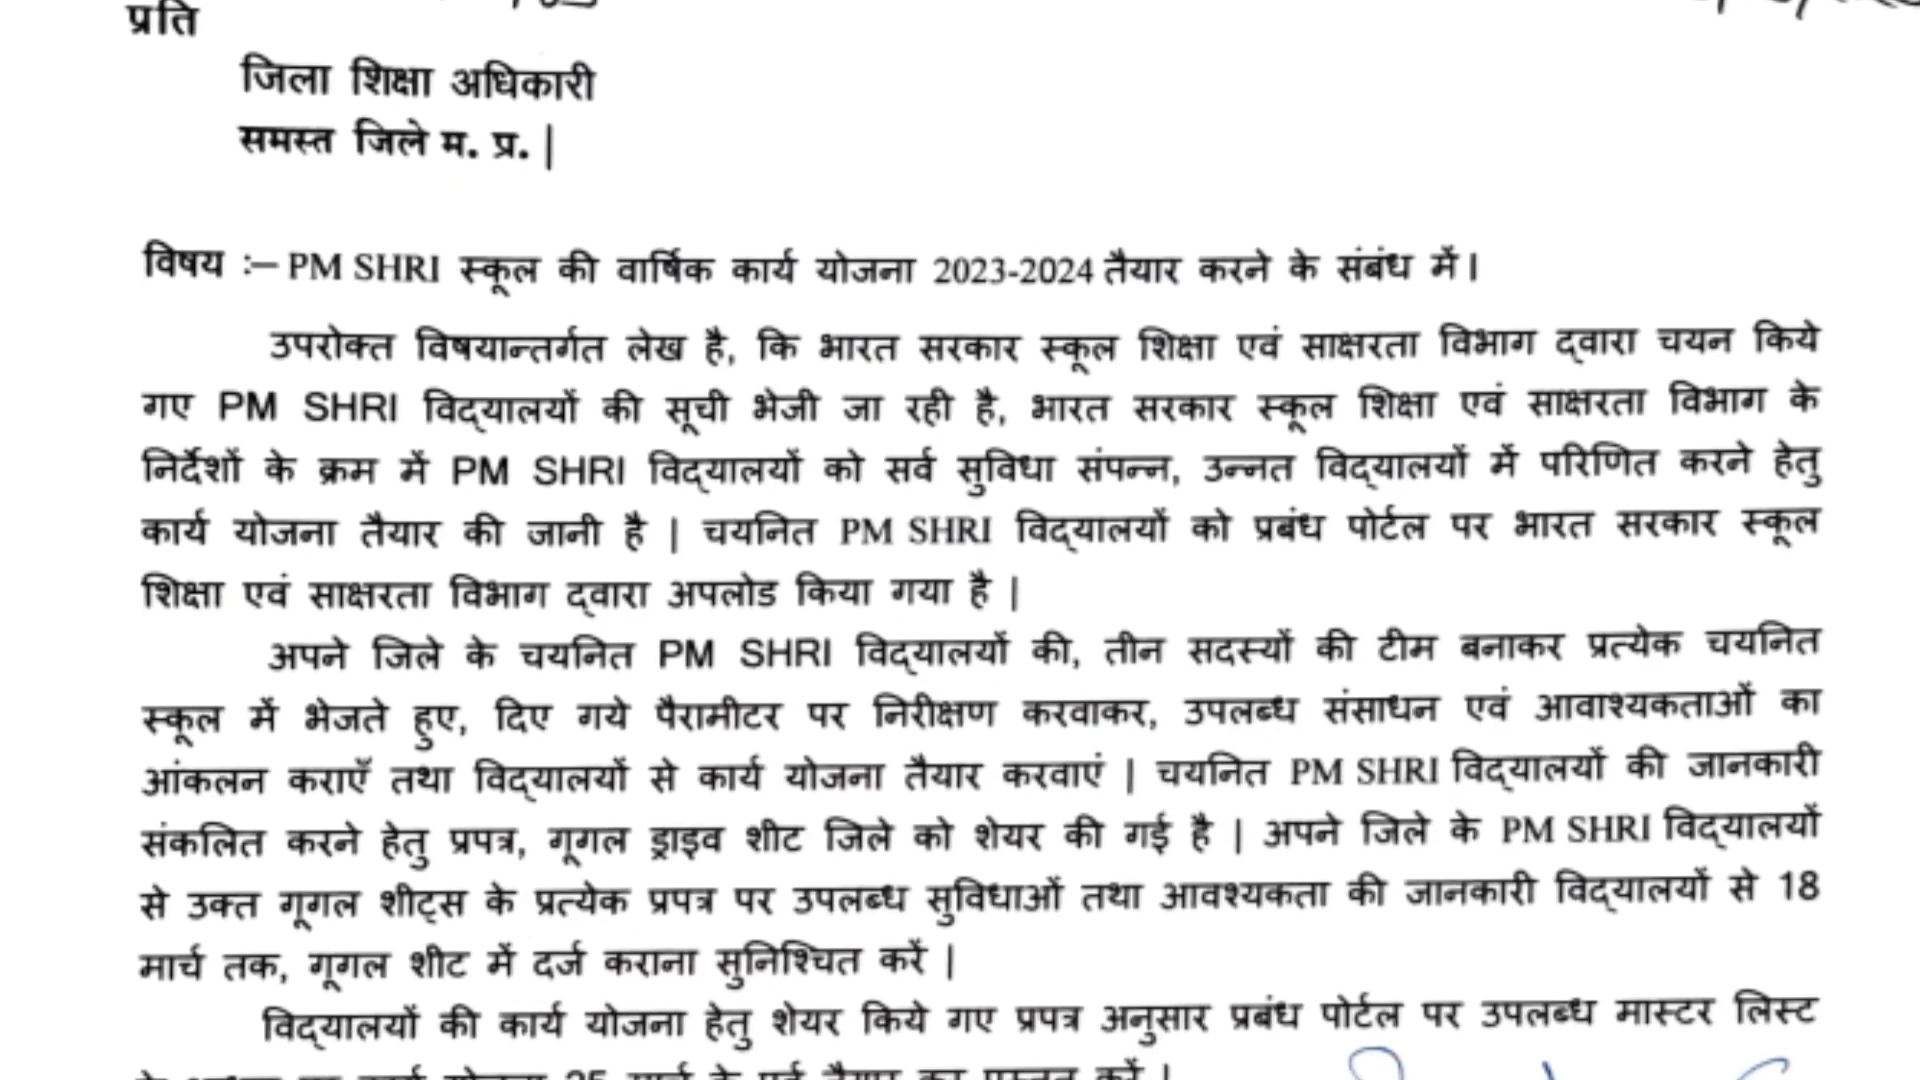 प्रति
जिला शिक्षा अधिकारी
समस्त जिले म. प्र. |
विषय :– PM SHRI स्कूल की वार्षिक कार्य योजना 2023-2024 तैयार करने के संबंध में।
उपरोक्त विषयान्तर्गत लेख है, कि भारत सरकार स्कूल शिक्षा एवं साक्षरता विभाग द्वारा चयन किये
गए PM SHRI विद्यालयों की सूची भेजी जा रही है, भारत सरकार स्कूल शिक्षा एवं साक्षरता विभाग के
निर्देशों के क्रम में PM SHRI विद्यालयों को सर्व सुविधा संपन्न, उन्नत विद्यालयों में परिणित करने हेतु
कार्य योजना तैयार की जानी है | चयनित PM SHRI विद्यालयों को प्रबंध पोर्टल पर भारत सरकार स्कूल
शिक्षा एवं साक्षरता विभाग द्वारा अपलोड किया गया है |
अपने जिले के चयनित PM SHRI विद्यालयों की, तीन सदस्यों की टीम बनाकर प्रत्येक चयनित
स्कूल में भेजते हुए, दिए गये पैरामीटर पर निरीक्षण करवाकर, उपलब्ध संसाधन एवं आवाश्यकताओं का
आंकलन कराएँ तथा विद्यालयों से कार्य योजना तैयार करवाएं | चयनित PM SHRI विद्यालयों की जानकारी
संकलित करने हेतु प्रपत्र, गूगल ड्राइव शीट जिले को शेयर की गई है | अपने जिले के PM SHRI विद्यालयों
से उक्त गूगल शीट्स के प्रत्येक प्रपत्र पर उपलब्ध सुविधाओं तथा आवश्यकता की जानकारी विद्यालयों से 18
मार्च तक, गूगल शीट में दर्ज कराना सुनिश्चित करें |
विद्यालयों की कार्य योजना हेतु शेयर किये गए प्रपत्र अनुसार प्रबंध पोर्टल पर उपलब्ध मास्टर लिस्ट
कार्य योजना 25 मार्च के पूर्व तैयार कर प्रस्तुत करें |